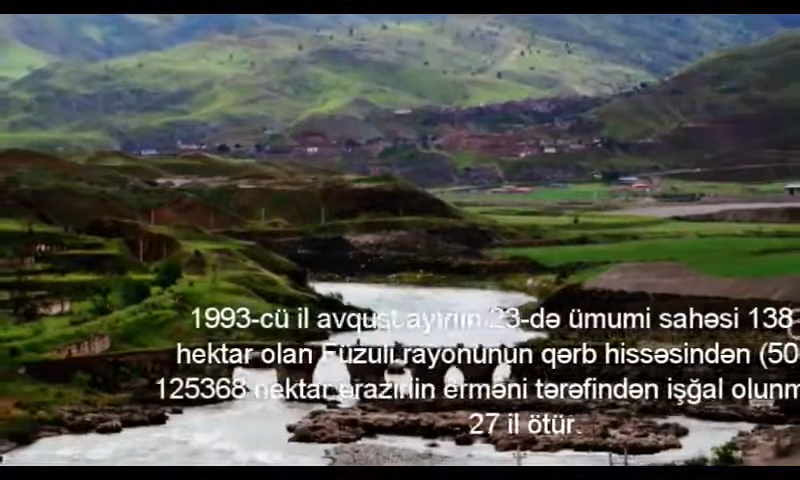 1993-cü il avqust ayının 23-də ümumi sahəsi 138
hektar olan Füzuli rayonunun qərb hissəsindən (50
125368 hektar ərazinin erməni tərəfindən işğal olunm
27 il ötür.